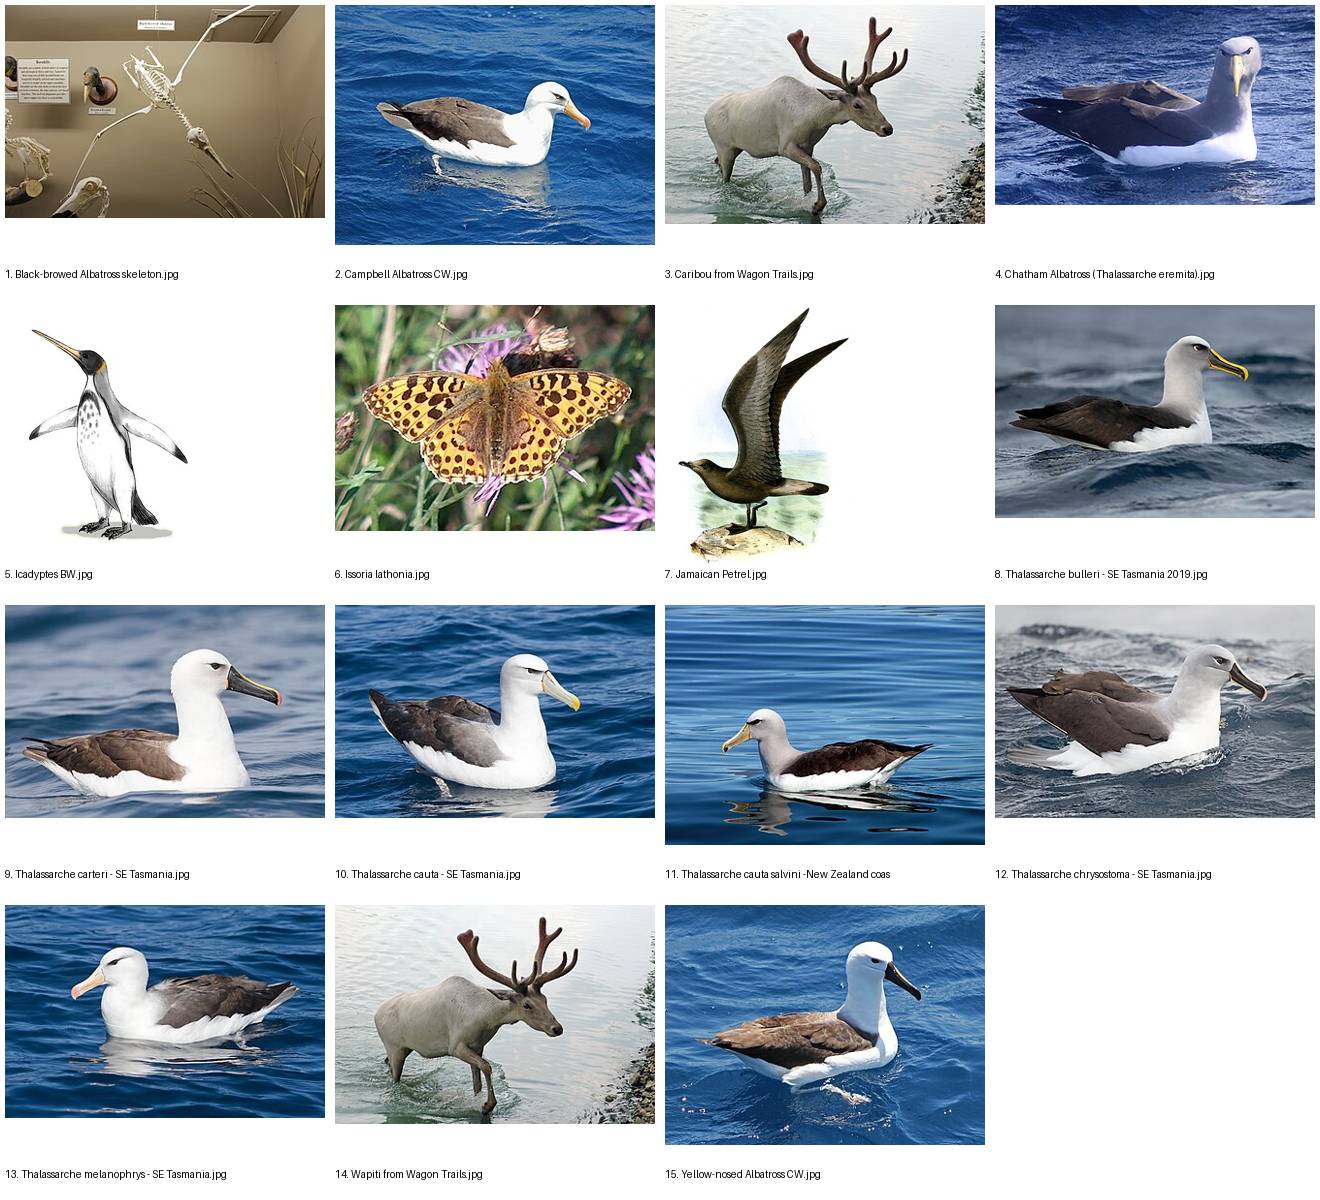 1. Black-browed Albatross skeleton.jpg
2. Campbell Albatross CW.jpg
3. Caribou from Wagon Trails.jpg
4. Chatham Albatross (Thalassarche eremita).jpg
5. Icadyptes BW.jpg
6. Issoria lathonia.jpg
7. Jamaican Petrel.jpg
8. Thalassarche bulleri - SE Tasmania 2019.jpg
9. Thalassarche carteri - SE Tasmania.jpg
10. Thalassarche cauta - SE Tasmania.jpg
11. Thalassarche cauta salvini -New Zealand coas
12. Thalassarche chrysostoma - SE Tasmania.jpg
13. Thalassarche melanophrys - SE Tasmania.jpg
14. Wapiti from Wagon Trails.jpg
15. Yellow-nosed Albatross CW.jpg